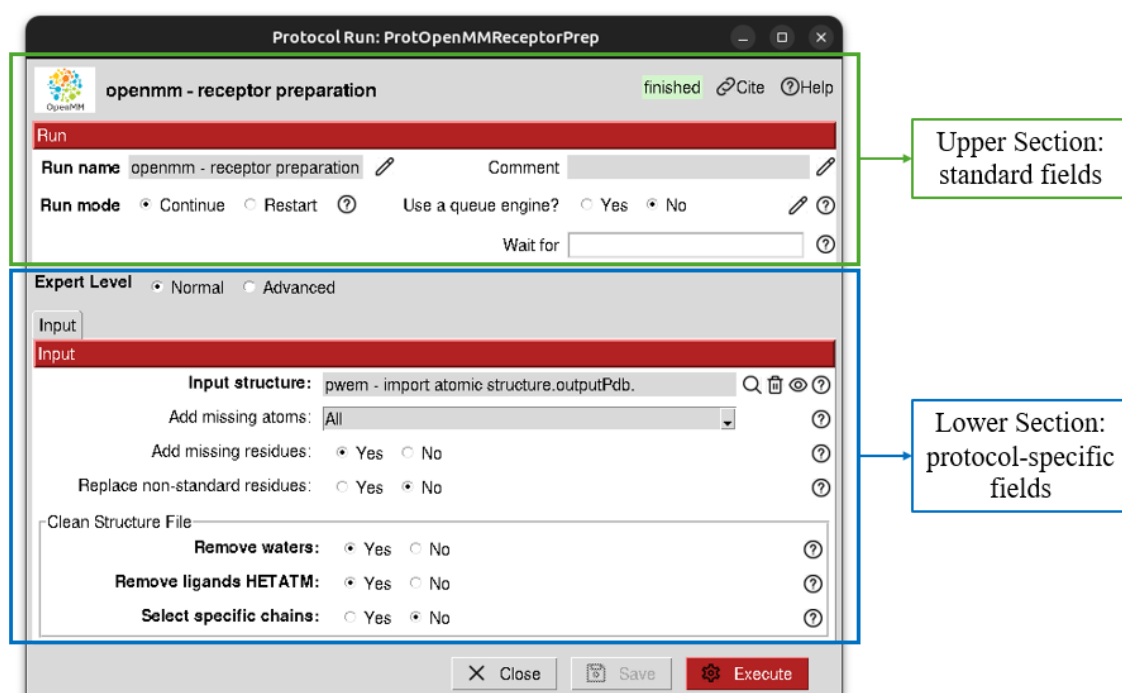 Protocol Run: ProtOpenMMReceptorPrep
OpenMM
openmm - receptor preparation
finished Cite Help
Run
Run name openmm - receptor preparation Comment
Run mode Continue Restart Use a queue engine? Yes No
Wait for
Upper Section:
standard fields
Expert Level Normal Advanced
Input
Input
Input structure: pwem - import atomic structure.outputPdb.
Add missing atoms: All
Add missing residues: Yes No
Replace non-standard residues: Yes No
Clean Structure File
Remove waters: Yes No
Remove ligands HETATM: Yes No
Select specific chains: Yes No
Lower Section:
protocol-specific
fields
Close Save Execute